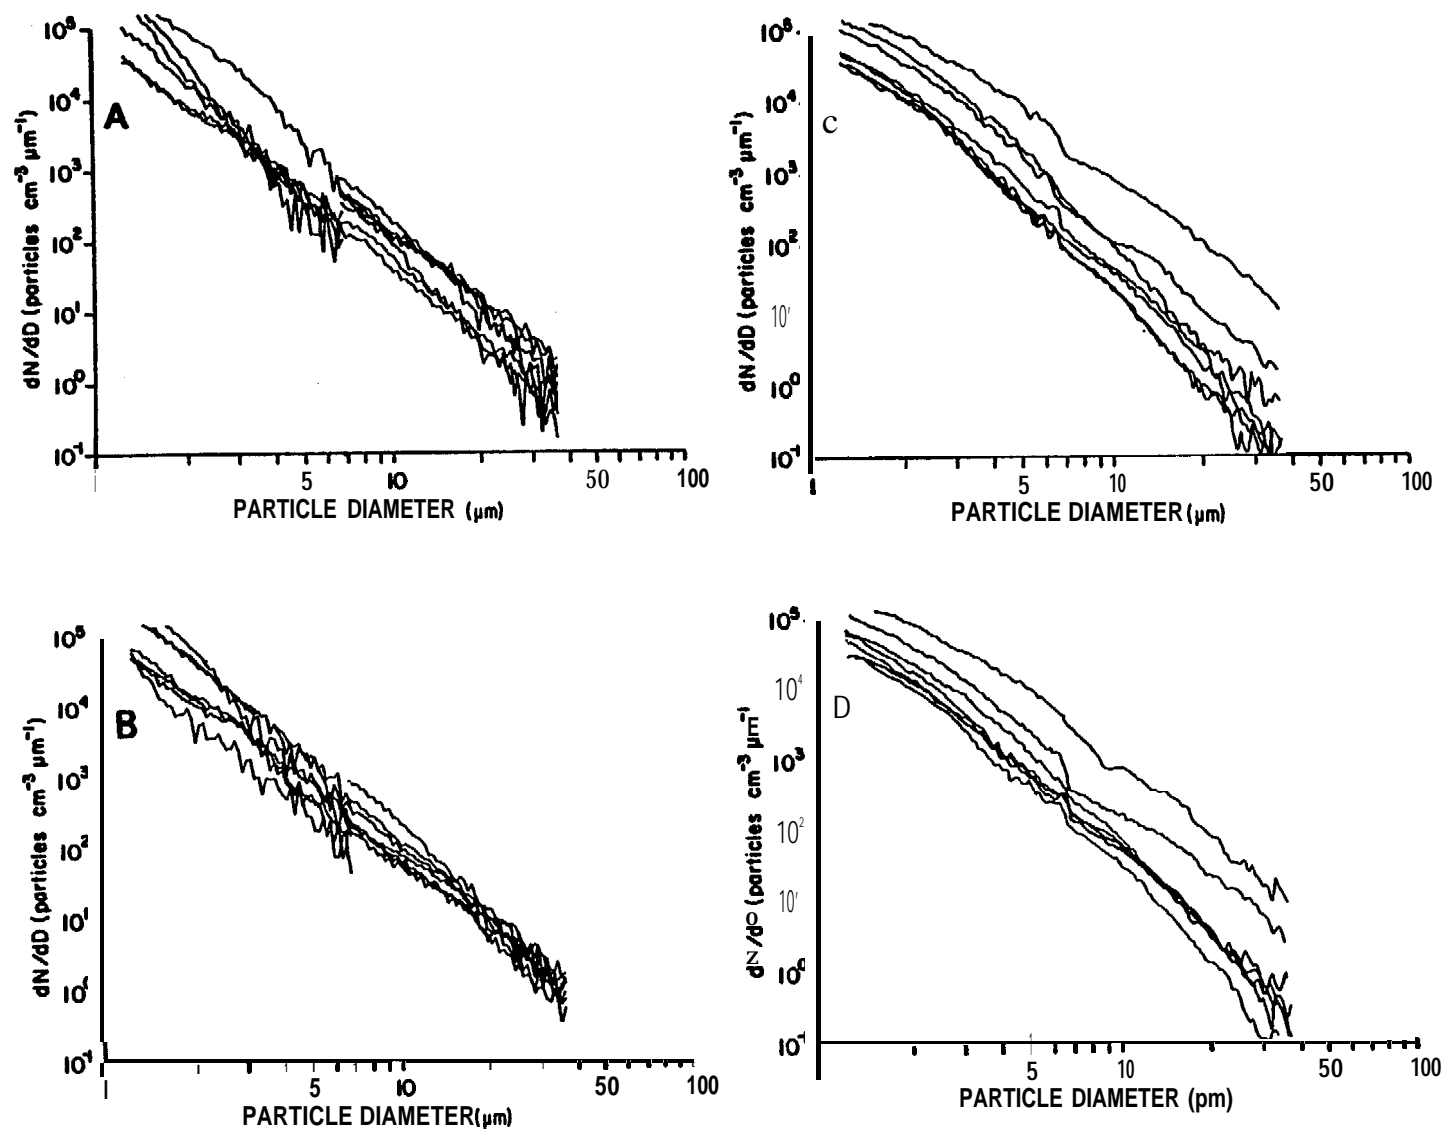 A
dN/dD (particles cm⁻³ µm⁻¹)
10⁵
10⁴
10³
10²
10¹
10⁰
10⁻¹
5 10 50 100
PARTICLE DIAMETER (µm)
C
dN/dD (particles cm⁻³ µm⁻¹)
10⁵
10⁴
10³
10²
10'
10⁰
10⁻¹
1 5 10 50 100
PARTICLE DIAMETER (µm)
B
dN/dD (particles cm⁻³ µm⁻¹)
10⁵
10⁴
10³
10²
10¹
10⁰
10⁻¹
1 5 10 50 100
PARTICLE DIAMETER (µm)
D
dN/dD (particles cm⁻³ µm⁻¹
10⁵
10⁴
10³
10²
10'
10⁰
10⁻¹
5 10 50 100
PARTICLE DIAMETER (pm)